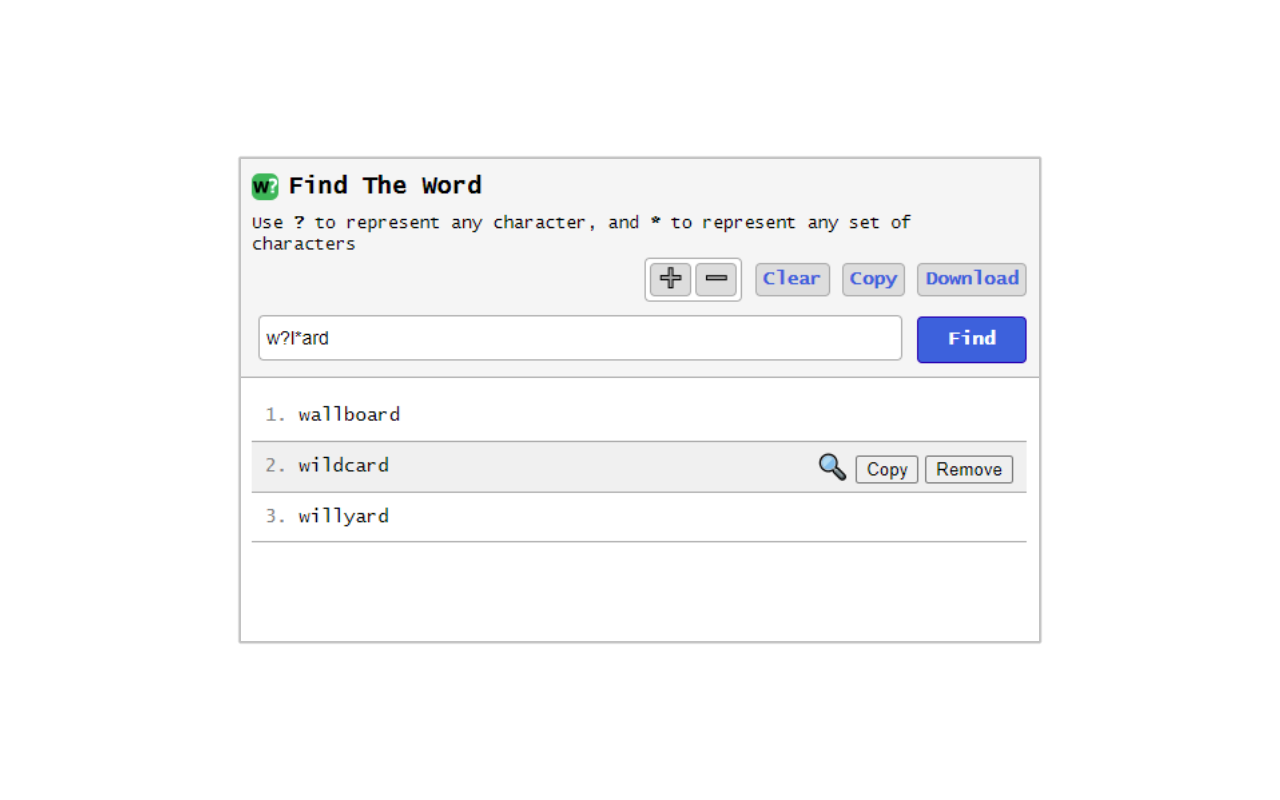 w? Find The Word
Use ? to represent any character, and * to represent any set of
characters
Clear Copy Download
w?l*ard Find
1. wallboard
2. wildcard Copy Remove
3. willyard